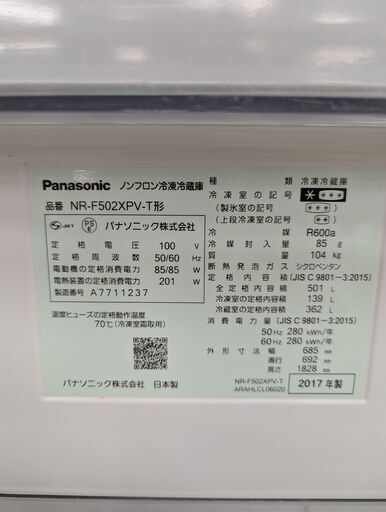 Panasonic ノンフロン冷凍冷蔵庫
品番 NR-F502XPV-T形
JET PS E パナソニック株式会社
定格電圧 100 V
定格周波数 50/60 Hz
電動機の定格消費電力 85/85 W
電熱装置の定格消費電力 201 W
製造番号 A7711237
温度ヒューズの定格動作温度
70℃(冷凍室霜取用)
パナソニック株式会社 日本製
種類 冷凍冷蔵庫
冷凍室の記号
(製氷室の記号)
(上段冷凍室の記号)
冷媒 R600a
冷媒封入量 85 g
質量 104 kg
断熱発泡ガス シクロペンタン
定格内容積 (JIS C 9801-3:2015)
全定格内容積 501 L
冷凍室の定格内容積 139 L
冷蔵室の定格内容積 362 L
消費電力量 (JIS C 9801-3:2015)
50Hz 280 kWh/年
60Hz 280 kWh/年
外形寸法 幅 685 mm
奥行 692 mm
高さ 1828 mm
NR-F502XPV-T
ARAHLCL06020
2017年製